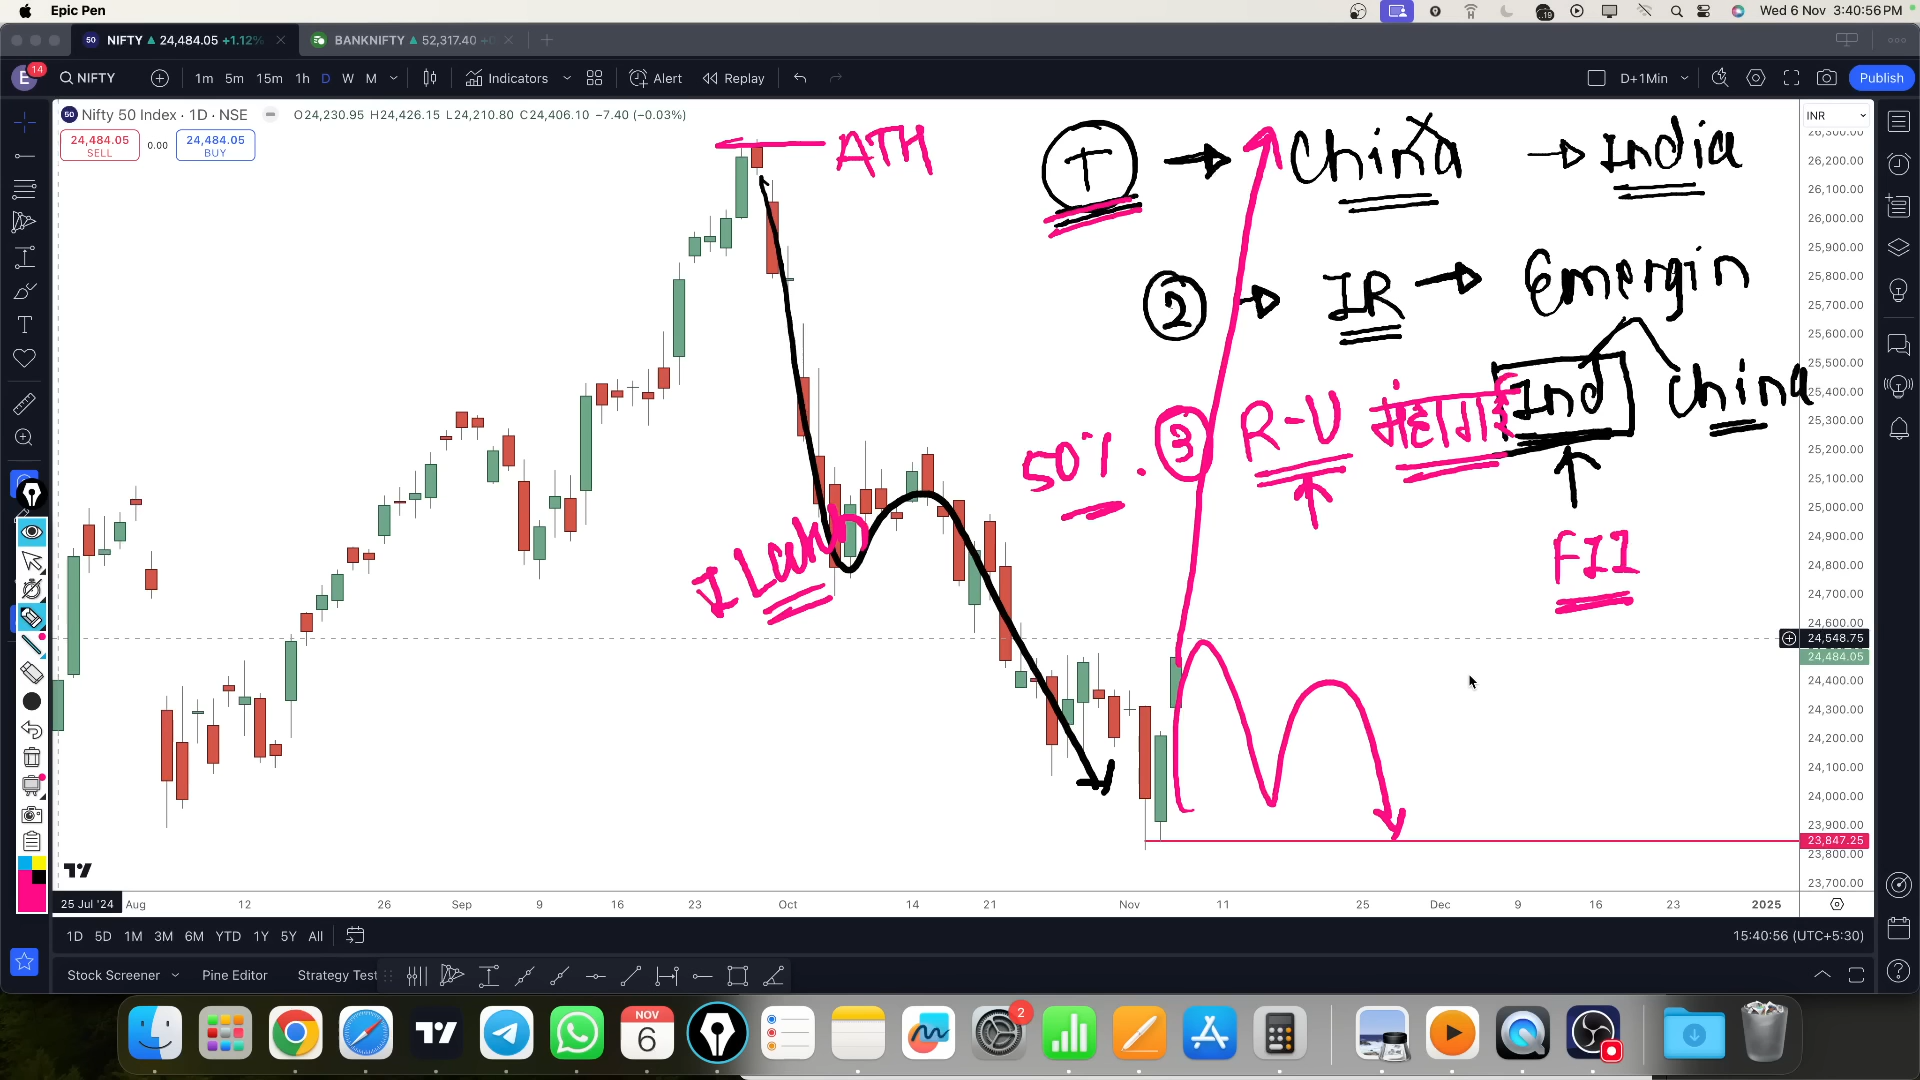 Epic Pen
19
Wed 6 Nov 3:40:56 PM
50 NIFTY ▲ 24,484.05 +1.12% ×
BANKNIFTY ▲ 52,317.40 +0 ×
E 14
NIFTY
1m 5m 15m 1h D W M
Indicators
Alert
Replay
D+1Min
Publish
50 Nifty 50 Index · 1D · NSE
O24,230.95 H24,426.15 L24,210.80 C24,406.10 −7.40 (−0.03%)
24,484.05
SELL
0.00
24,484.05
BUY
INR
ATH
T → China → India
2 → IR → Emergin
Ind China
50%. 3 R-U महंगाई
FII
1 Lakh
26,300.00
26,200.00
26,100.00
26,000.00
25,900.00
25,800.00
25,700.00
25,600.00
25,500.00
25,400.00
25,300.00
25,200.00
25,100.00
25,000.00
24,900.00
24,800.00
24,700.00
24,600.00
24,548.75
24,484.05
24,400.00
24,300.00
24,200.00
24,100.00
24,000.00
23,900.00
23,847.25
23,800.00
23,700.00
25 Jul '24 Aug 12 26 Sep 9 16 23 Oct 14 21 Nov 11 25 Dec 9 16 23 2025
1D 5D 1M 3M 6M YTD 1Y 5Y All
15:40:56 (UTC+5:30)
Stock Screener Pine Editor Strategy Test
NOV
6
2